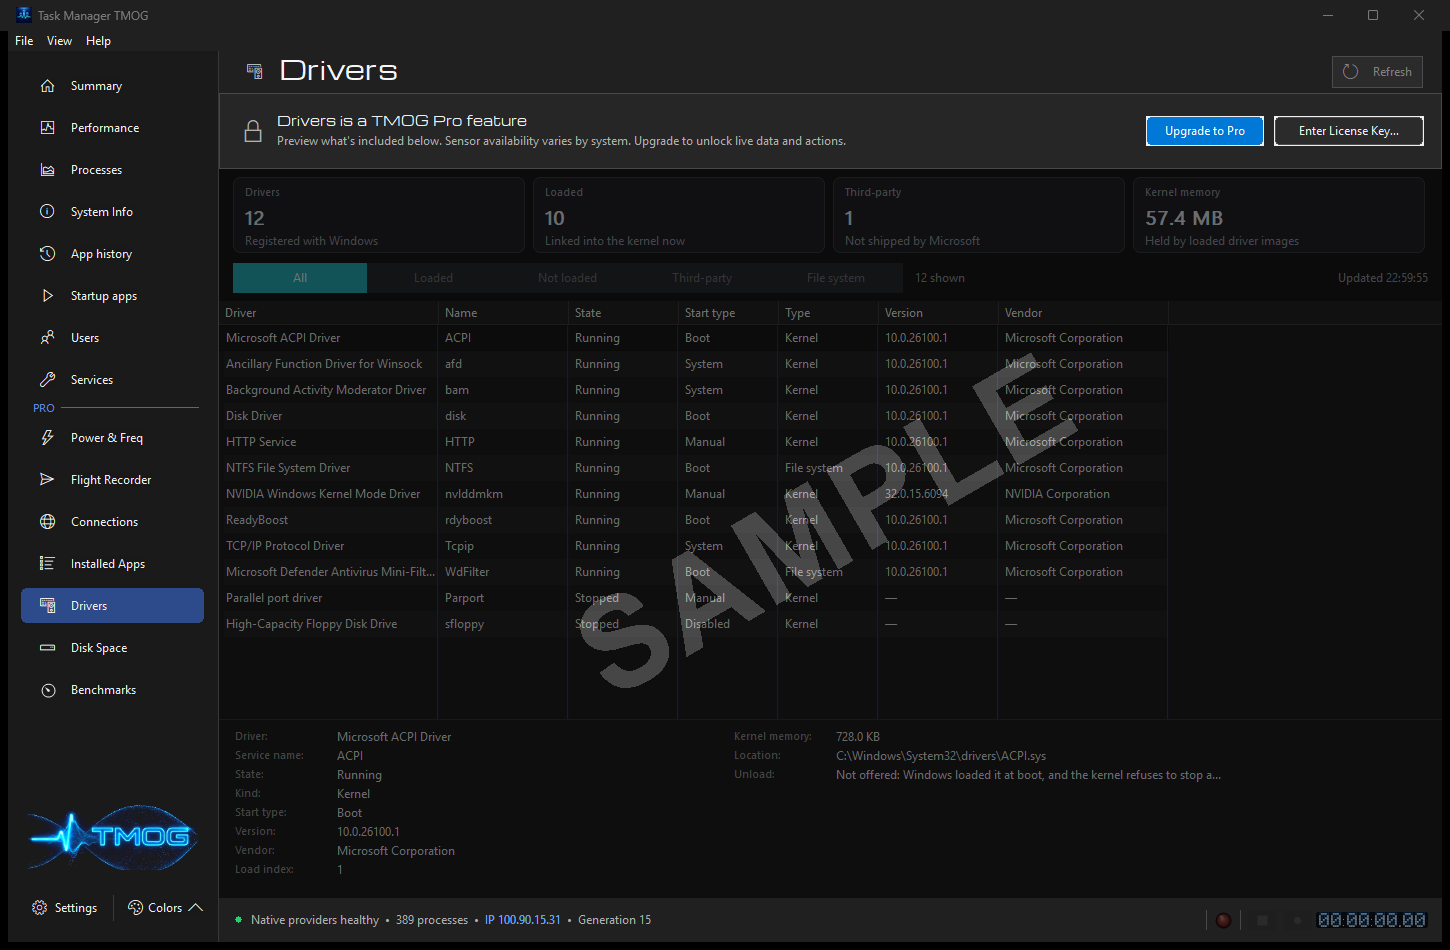 Task Manager TMOG
File View Help
Summary
Performance
Processes
System Info
App history
Startup apps
Users
Services
PRO
Power & Freq
Flight Recorder
Connections
Installed Apps
Drivers
Disk Space
Benchmarks
TMOG
Settings
Colors
Drivers
Refresh
Drivers is a TMOG Pro feature
Preview what's included below. Sensor availability varies by system. Upgrade to unlock live data and actions.
Upgrade to Pro
Enter License Key...
Drivers
12
Registered with Windows
Loaded
10
Linked into the kernel now
Third-party
1
Not shipped by Microsoft
Kernel memory
57.4 MB
Held by loaded driver images
All Loaded Not loaded Third-party File system 12 shown Updated 22:59:55
Driver Name State Start type Type Version Vendor
Microsoft ACPI Driver ACPI Running Boot Kernel 10.0.26100.1 Microsoft Corporation
Ancillary Function Driver for Winsock afd Running System Kernel 10.0.26100.1 Microsoft Corporation
Background Activity Moderator Driver bam Running System Kernel 10.0.26100.1 Microsoft Corporation
Disk Driver disk Running Boot Kernel 10.0.26100.1 Microsoft Corporation
HTTP Service HTTP Running Manual Kernel 10.0.26100.1 Microsoft Corporation
NTFS File System Driver NTFS Running Boot File system 10.0.26100.1 Microsoft Corporation
NVIDIA Windows Kernel Mode Driver nvlddmkm Running Manual Kernel 32.0.15.6094 NVIDIA Corporation
ReadyBoost rdyboost Running Boot Kernel 10.0.26100.1 Microsoft Corporation
TCP/IP Protocol Driver Tcpip Running System Kernel 10.0.26100.1 Microsoft Corporation
Microsoft Defender Antivirus Mini-Filt... WdFilter Running Boot File system 10.0.26100.1 Microsoft Corporation
Parallel port driver Parport Stopped Manual Kernel — —
High-Capacity Floppy Disk Drive sfloppy Stopped Disabled Kernel — —
SAMPLE
Driver: Microsoft ACPI Driver
Service name: ACPI
State: Running
Kind: Kernel
Start type: Boot
Version: 10.0.26100.1
Vendor: Microsoft Corporation
Load index: 1
Kernel memory: 728.0 KB
Location: C:\Windows\System32\drivers\ACPI.sys
Unload: Not offered: Windows loaded it at boot, and the kernel refuses to stop a...
Native providers healthy • 389 processes • IP 100.90.15.31 • Generation 15
00:00:00.00